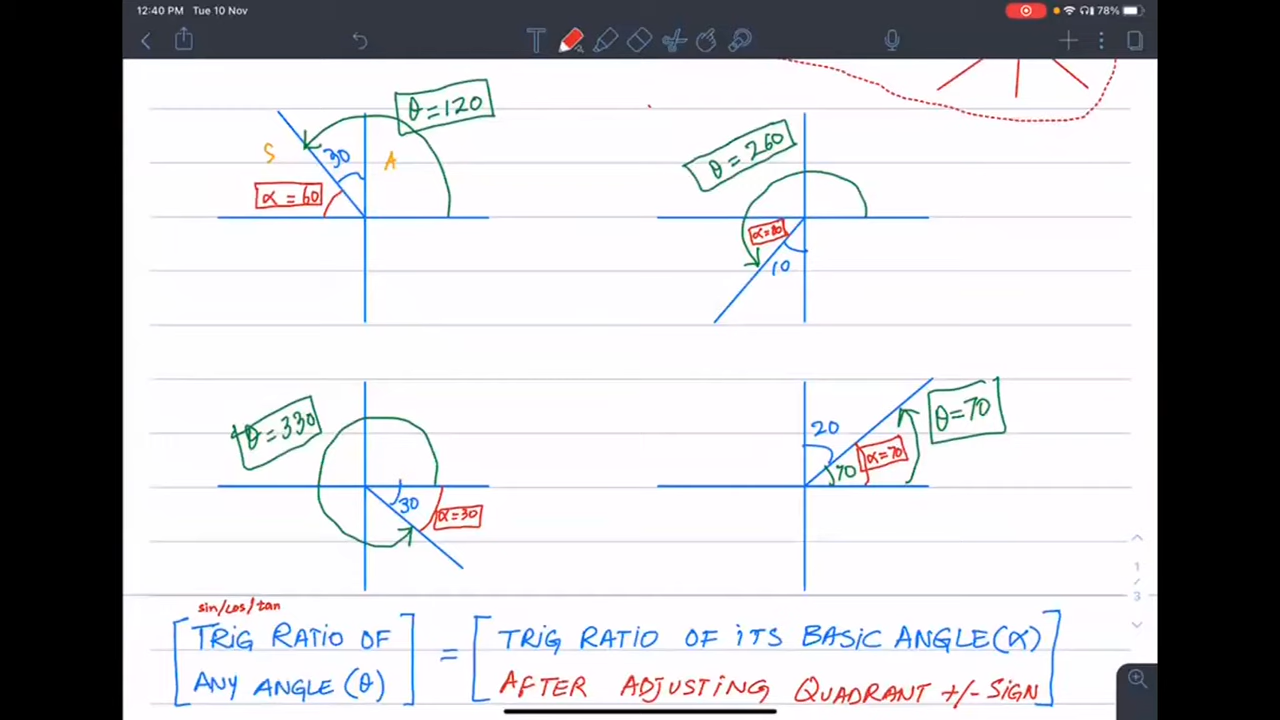 12:40 PM Tue 10 Nov
78%
T
θ = 120
S
30
A
α = 60
θ = 260
α=80
10
θ = 330
30
α=30
20
θ=70
α=70
70
1
/
3
sin/cos/tan
TRIG RATIO OF
ANY ANGLE (θ)
=
TRIG RATIO OF ITS BASIC ANGLE(α)
AFTER ADJUSTING QUADRANT +/- SIGN